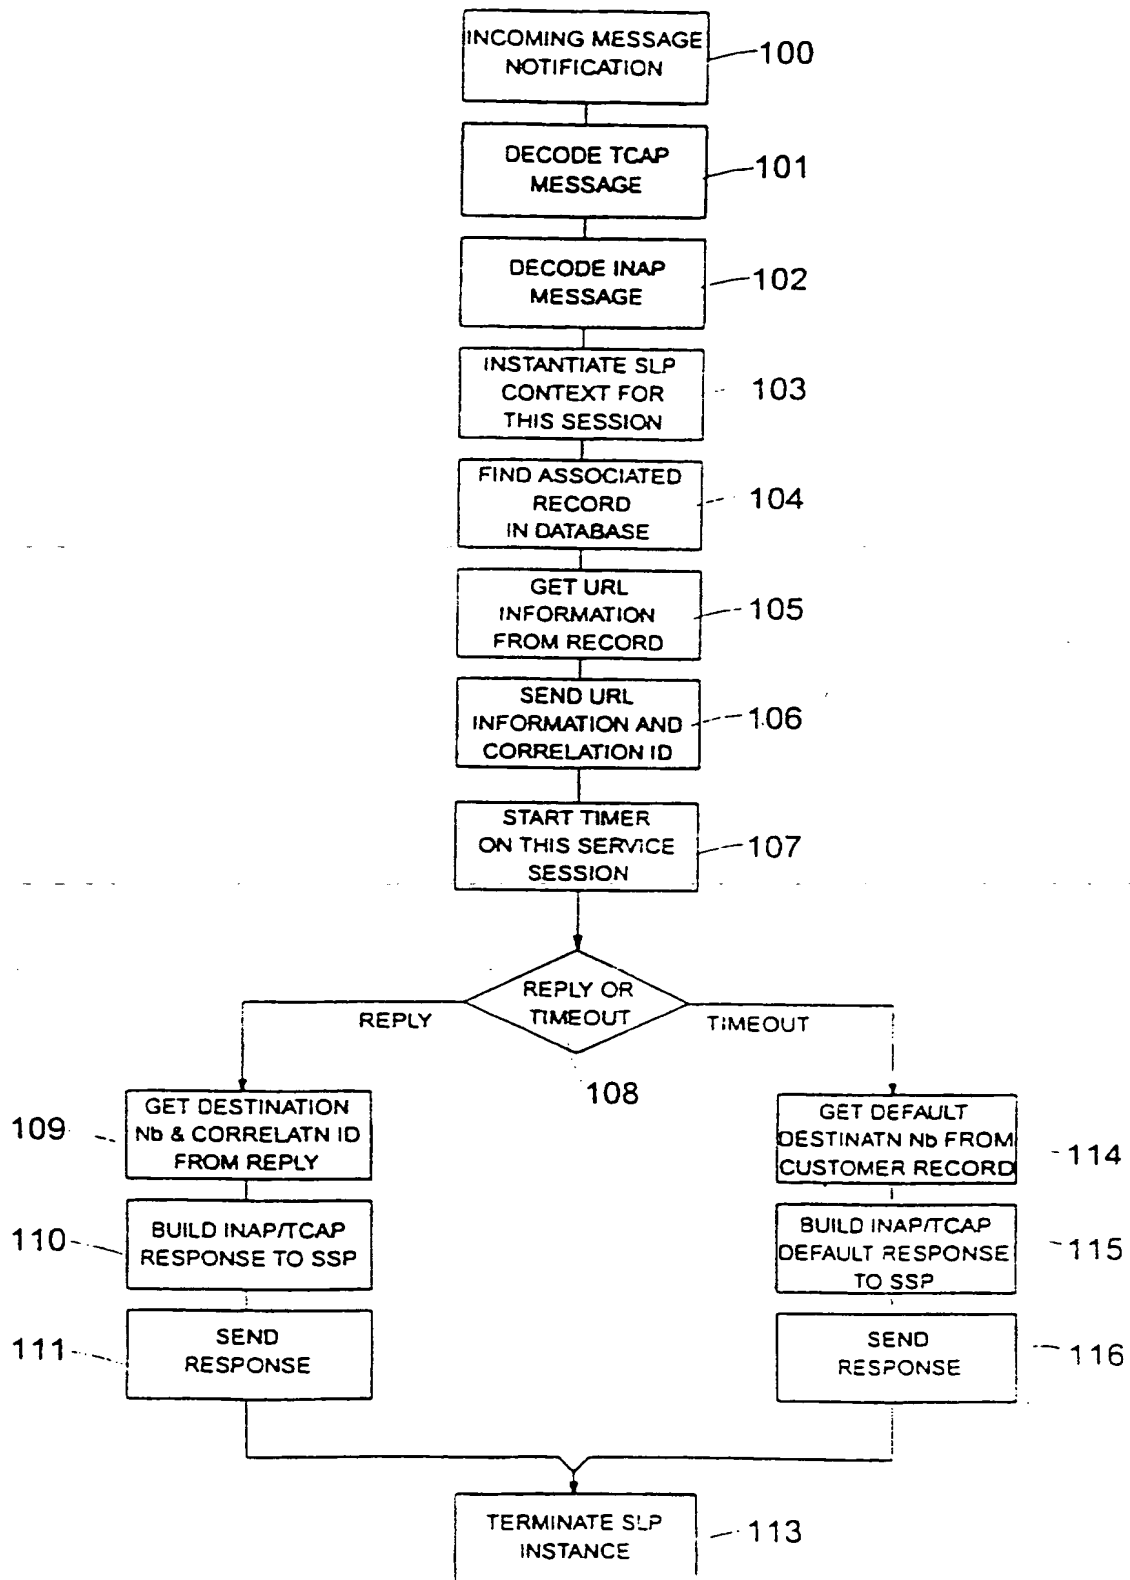 INCOMING MESSAGE
NOTIFICATION
100
DECODE TCAP
MESSAGE
101
DECODE INAP
MESSAGE
102
INSTANTIATE SLP
CONTEXT FOR
THIS SESSION
103
FIND ASSOCIATED
RECORD
IN DATABASE
104
GET URL
INFORMATION
FROM RECORD
105
SEND URL
INFORMATION AND
CORRELATION ID
106
START TIMER
ON THIS SERVICE
SESSION
107
REPLY OR
TIMEOUT
REPLY
TIMEOUT
108
GET DESTINATION
Nb & CORRELATN ID
FROM REPLY
109
BUILD INAP/TCAP
RESPONSE TO SSP
110
SEND
RESPONSE
111
GET DEFAULT
DESTINATN Nb FROM
CUSTOMER RECORD
114
BUILD INAP/TCAP
DEFAULT RESPONSE
TO SSP
115
SEND
RESPONSE
116
TERMINATE SLP
INSTANCE
113